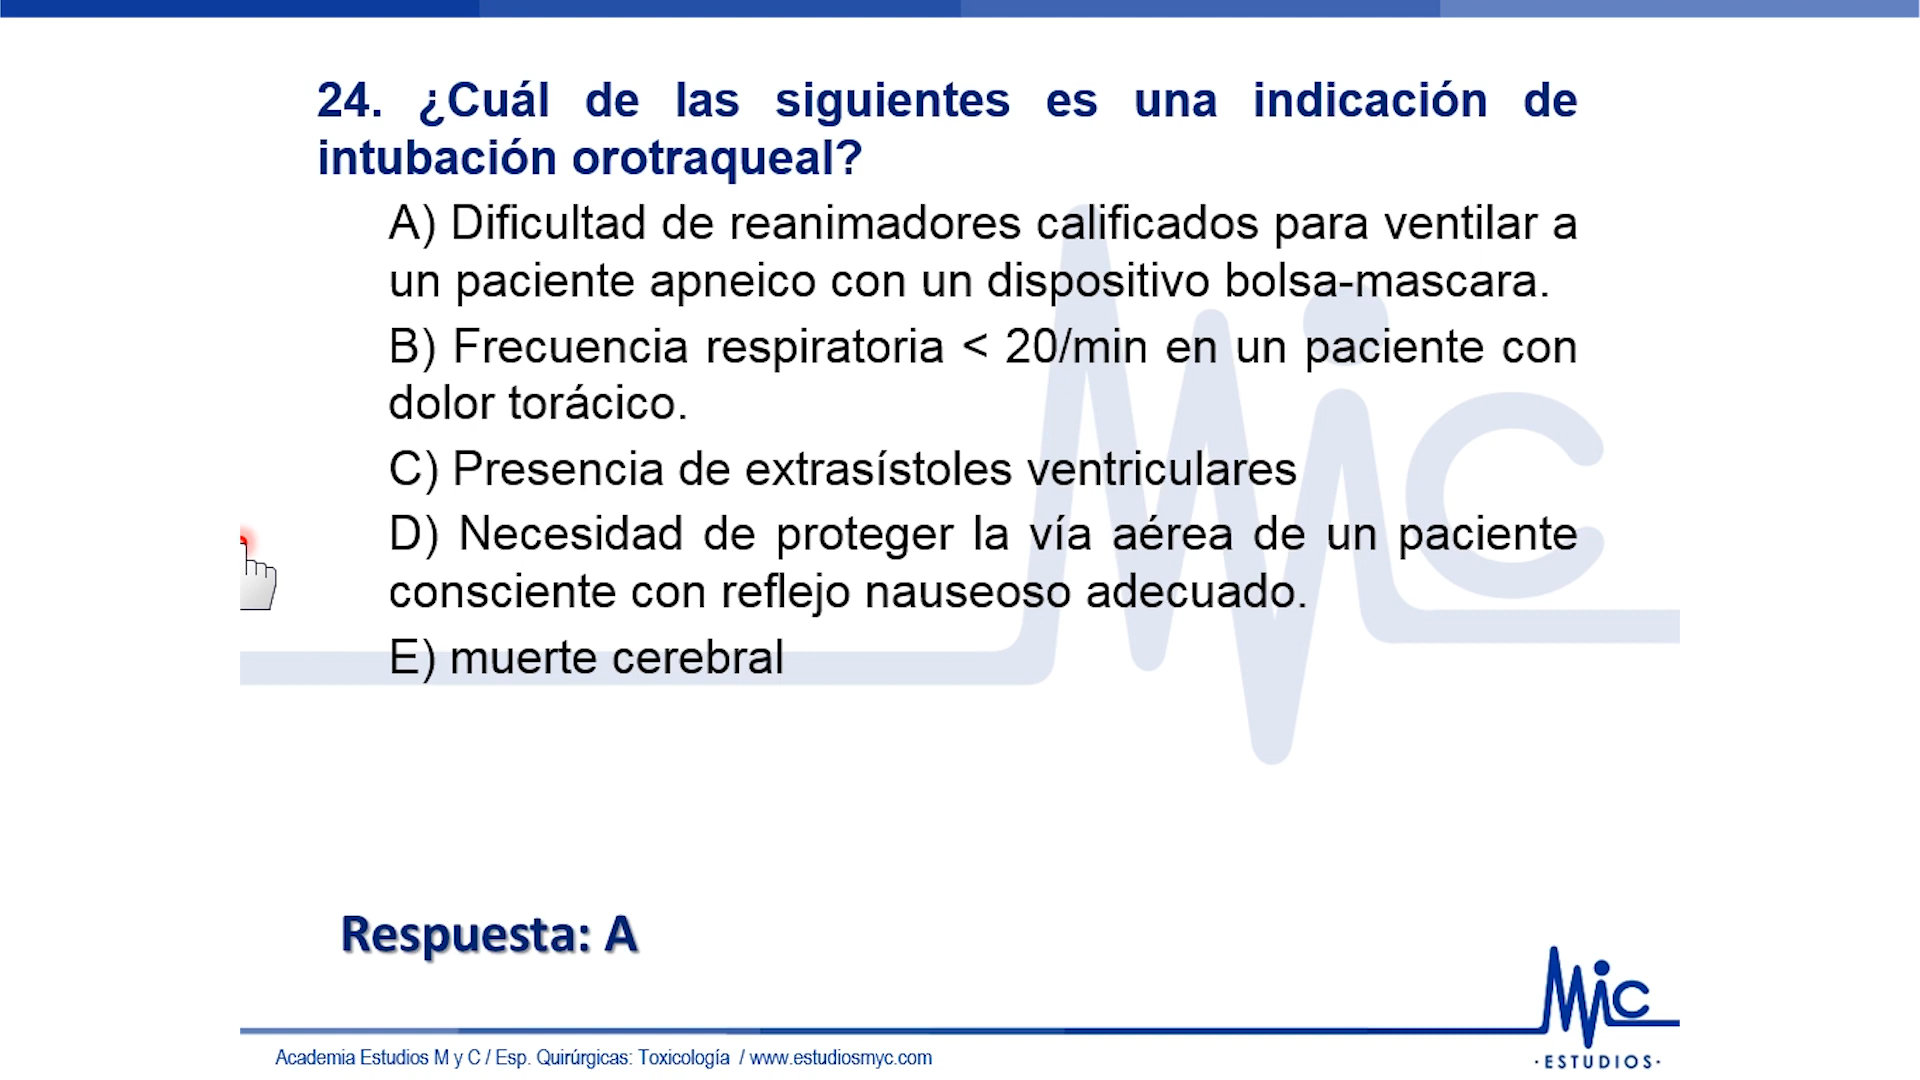 24. ¿Cuál de las siguientes es una indicación de
intubación orotraqueal?
A) Dificultad de reanimadores calificados para ventilar a
un paciente apneico con un dispositivo bolsa-mascara.
B) Frecuencia respiratoria < 20/min en un paciente con
dolor torácico.
C) Presencia de extrasístoles ventriculares
D) Necesidad de proteger la vía aérea de un paciente
consciente con reflejo nauseoso adecuado.
E) muerte cerebral
Respuesta: A
Academia Estudios M y C / Esp. Quirúrgicas: Toxicología / www.estudiosmyc.com
MiC
·ESTUDIOS·